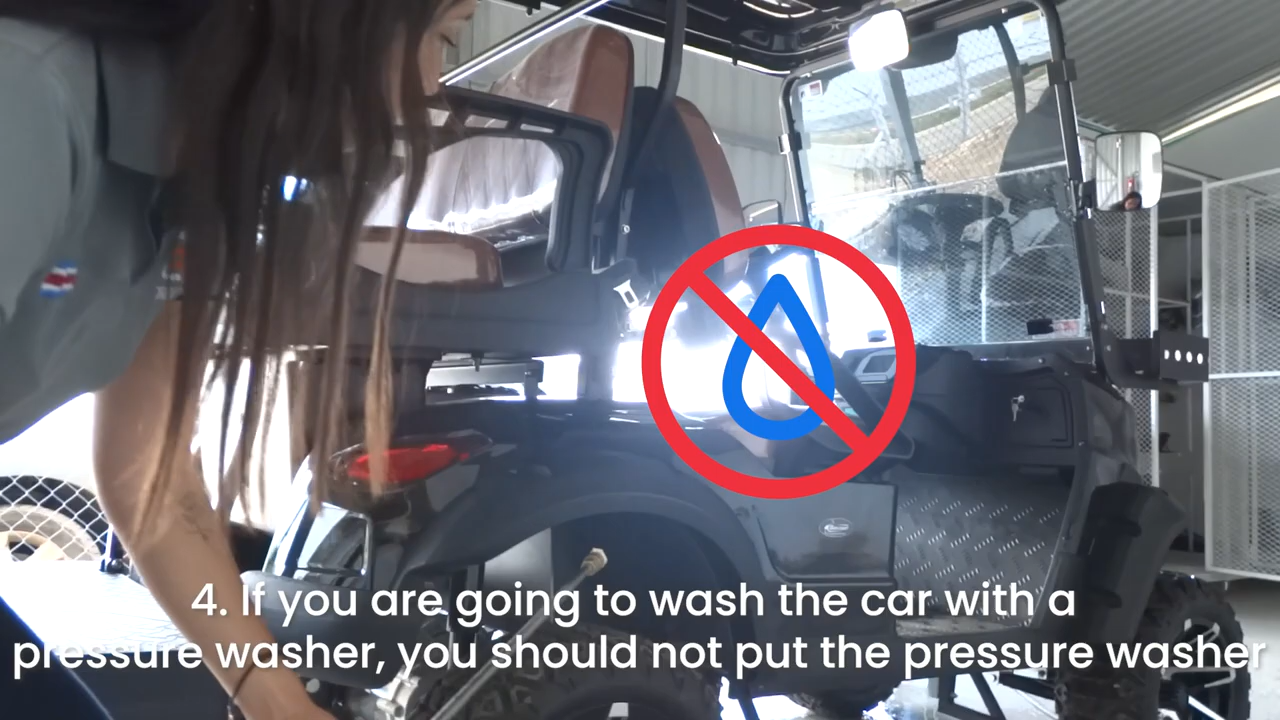 4. If you are going to wash the car with a
pressure washer, you should not put the pressure washer